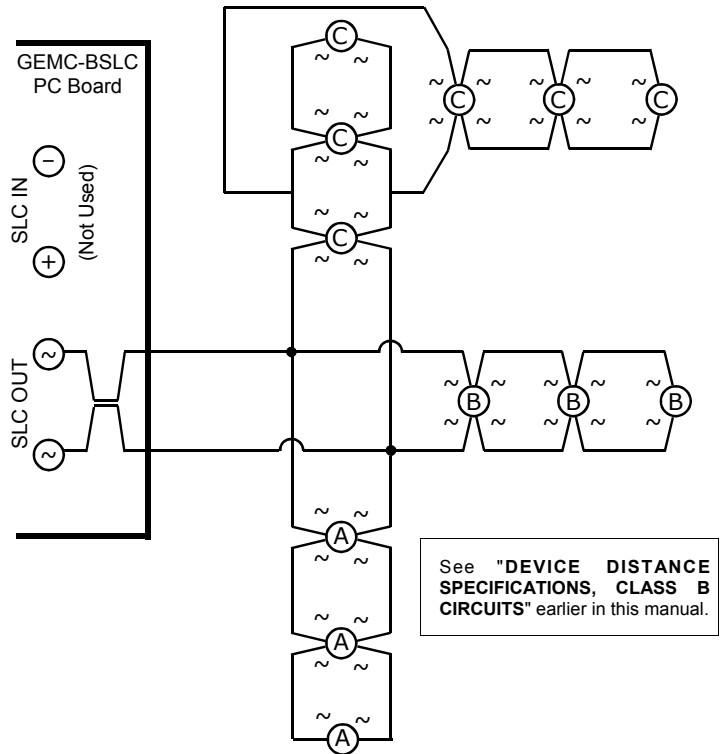 GEMC-BSLC
PC Board
SLC IN
−
+
(Not Used)
SLC OUT
~
~
C
~ ~
~ ~
C
~ ~
~ ~
C
~ ~
~ ~
C
~ ~
~ ~
C
~ ~
~ ~
C
~
~
~ ~
B
~ ~
~ ~
B
~ ~
~
B
~
~ ~
A
~ ~
~ ~
A
~ ~
~ ~
A
See "DEVICE DISTANCE
SPECIFICATIONS, CLASS B
CIRCUITS" earlier in this manual.